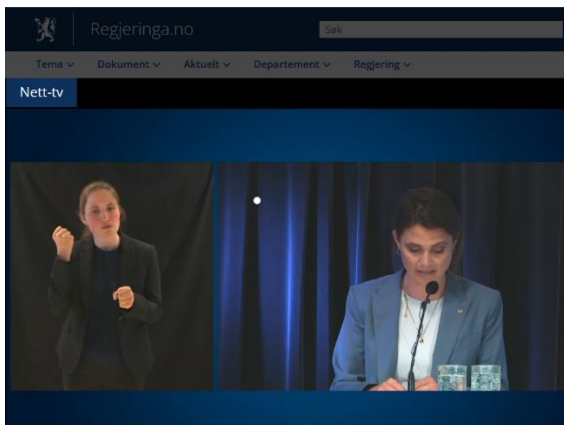 Regjeringa.no
Søk
Tema
Dokument
Aktuelt
Departement
Regjering
Nett-tv